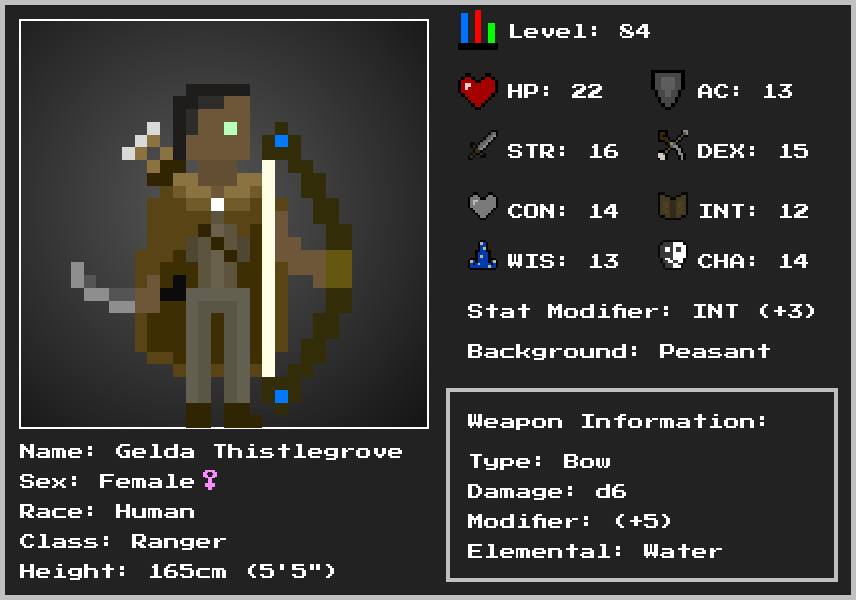 Level: 84
HP: 22
AC: 13
STR: 16
DEX: 15
CON: 14
INT: 12
WIS: 13
CHA: 14
Stat Modifier: INT (+3)
Background: Peasant
Name: Gelda Thistlegrove
Sex: Female♀
Race: Human
Class: Ranger
Height: 165cm (5'5")
Weapon Information:
Type: Bow
Damage: d6
Modifier: (+5)
Elemental: Water